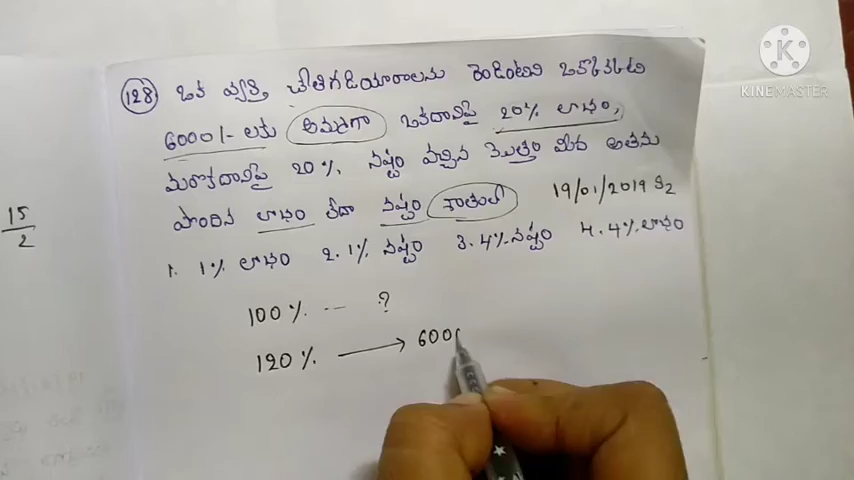 KINEMASTER
128 ఒక వ్యక్తి చేతిగడియారాలను రెండింటిని ఒక్కొక్కటి
6000/- లకు అమ్మగా ఒకదానిపై 20% లాభం,
మరొకదానిపై 20% నష్టం వచ్చిన మొత్తం మీద అతను
పొందిన లాభం లేదా నష్టం శాతంలో 19/01/2019 S2
1. 1% లాభం 2. 1% నష్టం 3. 4% నష్టం 4. 4% లాభం
15
2
100% --- ?
120% → 600